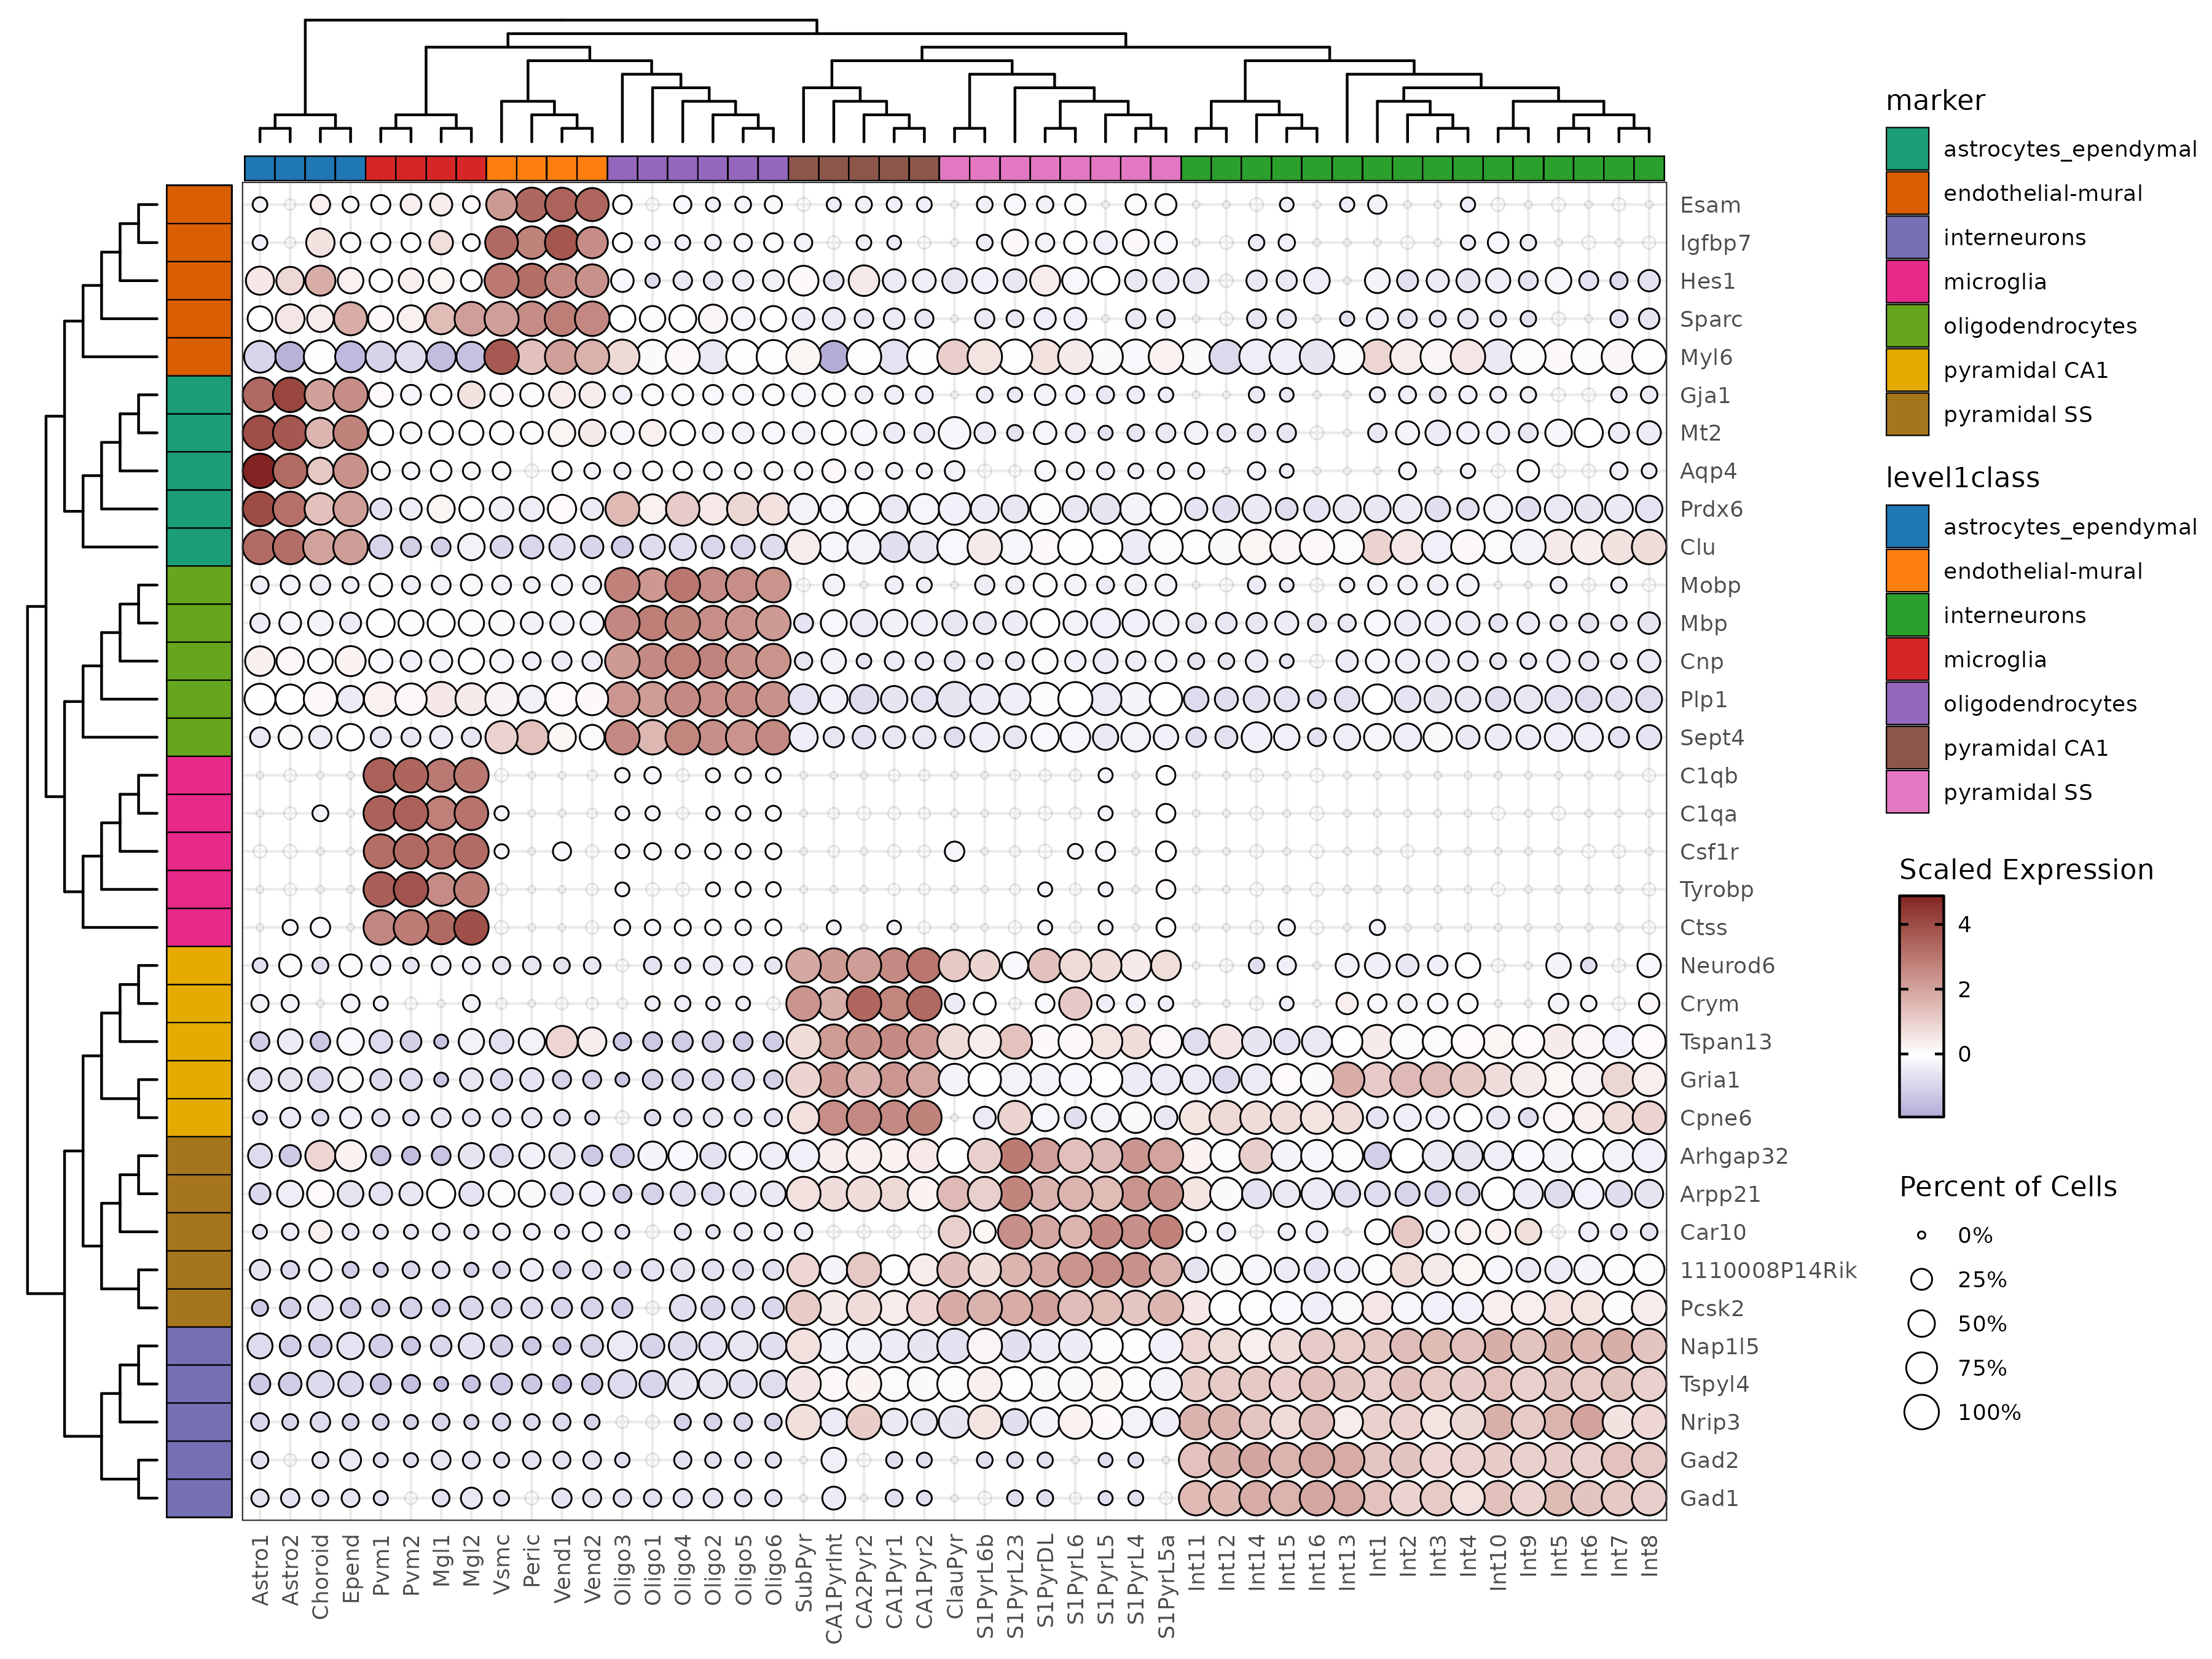 marker
astrocytes_ependymal
endothelial-mural
interneurons
microglia
oligodendrocytes
pyramidal CA1
pyramidal SS
level1class
astrocytes_ependymal
endothelial-mural
interneurons
microglia
oligodendrocytes
pyramidal CA1
pyramidal SS
Scaled Expression
4
2
0
Percent of Cells
0%
25%
50%
75%
100%
Esam
Igfbp7
Hes1
Sparc
Myl6
Gja1
Mt2
Aqp4
Prdx6
Clu
Mobp
Mbp
Cnp
Plp1
Sept4
C1qb
C1qa
Csf1r
Tyrobp
Ctss
Neurod6
Crym
Tspan13
Gria1
Cpne6
Arhgap32
Arpp21
Car10
1110008P14Rik
Pcsk2
Nap1l5
Tspyl4
Nrip3
Gad2
Gad1
Astro1
Astro2
Choroid
Epend
Pvm1
Pvm2
Mgl1
Mgl2
Vsmc
Peric
Vend1
Vend2
Oligo3
Oligo1
Oligo4
Oligo2
Oligo5
Oligo6
SubPyr
CA1PyrInt
CA2Pyr2
CA1Pyr1
CA1Pyr2
ClauPyr
S1PyrL6b
S1PyrL23
S1PyrDL
S1PyrL6
S1PyrL5
S1PyrL4
S1PyrL5a
Int11
Int12
Int14
Int15
Int16
Int13
Int1
Int2
Int3
Int4
Int10
Int9
Int5
Int6
Int7
Int8